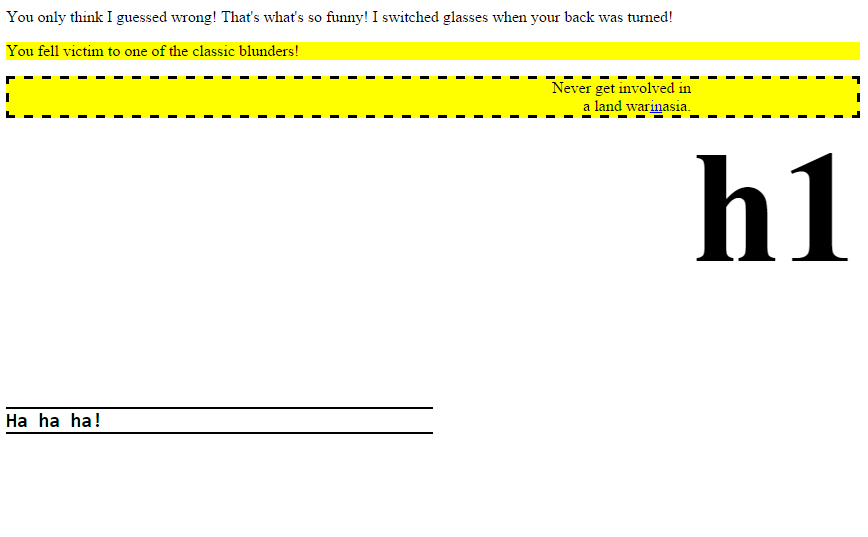 You only think I guessed wrong! That's what's so funny! I switched glasses when your back was turned!
You fell victim to one of the classic blunders!
Never get involved in
a land warinasia.
h1
Ha ha ha!